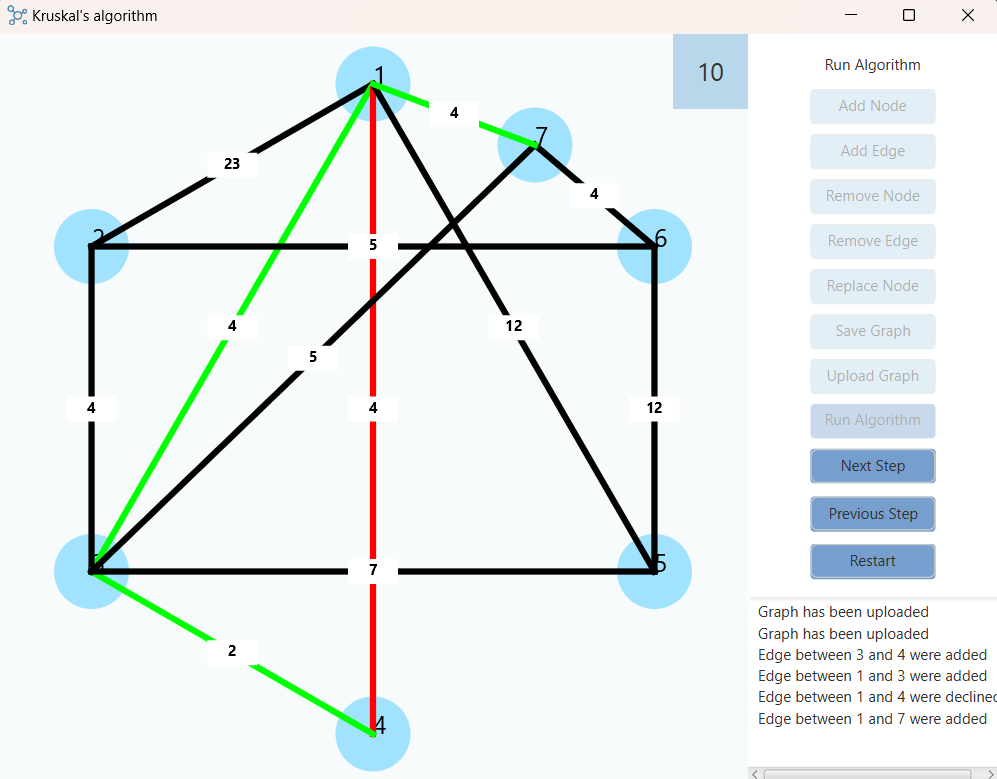 Kruskal's algorithm
10
Run Algorithm
Add Node
Add Edge
Remove Node
Remove Edge
Replace Node
Save Graph
Upload Graph
Run Algorithm
Next Step
Previous Step
Restart
1
4
7
23
4
2
5
6
4
12
5
4
4
12
7
5
2
4
Graph has been uploaded
Graph has been uploaded
Edge between 3 and 4 were added
Edge between 1 and 3 were added
Edge between 1 and 4 were declined
Edge between 1 and 7 were added